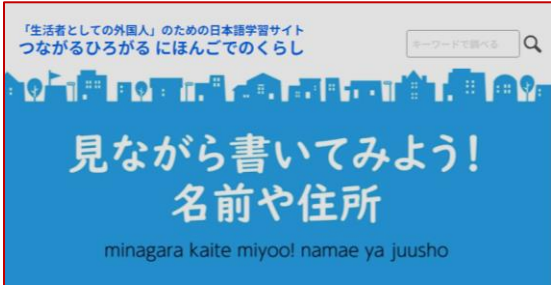 「生活者としての外国人」のための日本語学習サイト
つながるひろがる にほんごでのくらし
キーワードで調べる
見ながら書いてみよう!
名前や住所
minagara kaite miyoo! namae ya juusho